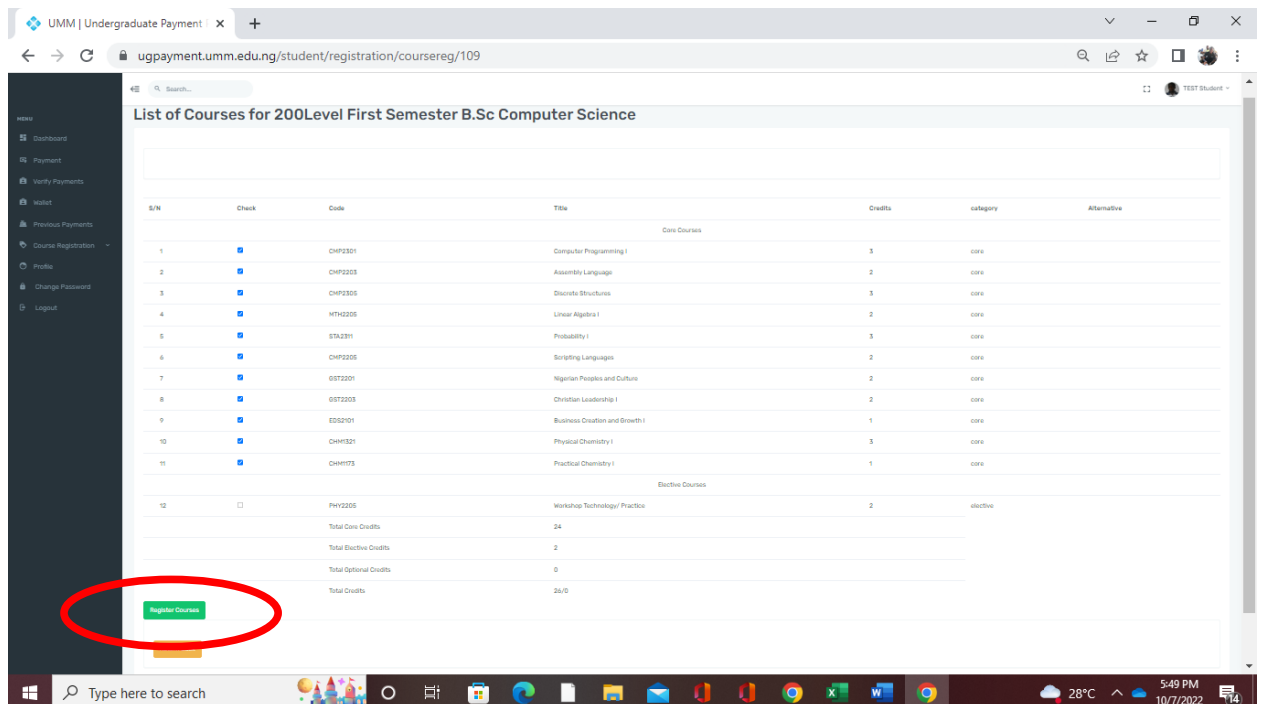 UMM | Undergraduate Payment
ugpayment.umm.edu.ng/student/registration/coursereg/109
Search...
TEST Student
List of Courses for 200Level First Semester B.Sc Computer Science
MENU
Dashboard
Payment
Verify Payments
Wallet
Previous Payments
Course Registration
Profile
Change Password
Logout
S/N Check Code Title Credits category Alternative
Core Courses
1 CMP2301 Computer Programming I 3 core
2 CMP2203 Assembly Language 2 core
3 CMP2305 Discrete Structures 3 core
4 MTH2205 Linear Algebra I 2 core
5 STA2311 Probability I 3 core
6 CMP2205 Scripting Languages 2 core
7 GST2201 Nigerian Peoples and Culture 2 core
8 GST2203 Christian Leadership I 2 core
9 EDS2101 Business Creation and Growth I 1 core
10 CHM1321 Physical Chemistry I 3 core
11 CHM1173 Practical Chemistry I 1 core
Elective Courses
12 PHY2205 Workshop Technology/ Practice 2 elective
Total Core Credits 24
Total Elective Credits 2
Total Optional Credits 0
Total Credits 26/0
Register Courses
Type here to search
28°C
5:49 PM
10/7/2022
14